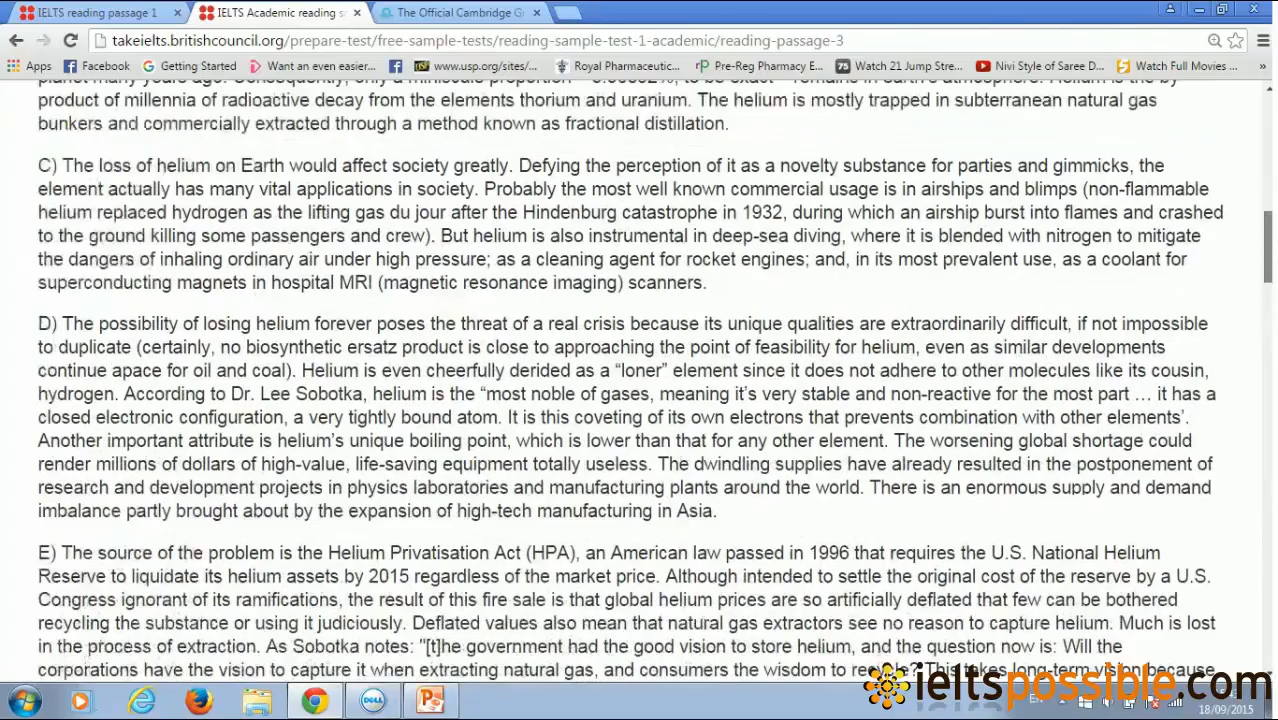 IELTS reading passage 1
IELTS Academic reading s
The Official Cambridge G
takeielts.britishcouncil.org/prepare-test/free-sample-tests/reading-sample-test-1-academic/reading-passage-3
Apps Facebook Getting Started Want an even easier... www.usp.org/sites/... Royal Pharmaceutic... Pre-Reg Pharmacy E... Watch 21 Jump Stre... Nivi Style of Saree D... Watch Full Movies ... »
product of millennia of radioactive decay from the elements thorium and uranium. The helium is mostly trapped in subterranean natural gas
bunkers and commercially extracted through a method known as fractional distillation.
C) The loss of helium on Earth would affect society greatly. Defying the perception of it as a novelty substance for parties and gimmicks, the
element actually has many vital applications in society. Probably the most well known commercial usage is in airships and blimps (non-flammable
helium replaced hydrogen as the lifting gas du jour after the Hindenburg catastrophe in 1932, during which an airship burst into flames and crashed
to the ground killing some passengers and crew). But helium is also instrumental in deep-sea diving, where it is blended with nitrogen to mitigate
the dangers of inhaling ordinary air under high pressure; as a cleaning agent for rocket engines; and, in its most prevalent use, as a coolant for
superconducting magnets in hospital MRI (magnetic resonance imaging) scanners.
D) The possibility of losing helium forever poses the threat of a real crisis because its unique qualities are extraordinarily difficult, if not impossible
to duplicate (certainly, no biosynthetic ersatz product is close to approaching the point of feasibility for helium, even as similar developments
continue apace for oil and coal). Helium is even cheerfully derided as a “loner” element since it does not adhere to other molecules like its cousin,
hydrogen. According to Dr. Lee Sobotka, helium is the “most noble of gases, meaning it’s very stable and non-reactive for the most part … it has a
closed electronic configuration, a very tightly bound atom. It is this coveting of its own electrons that prevents combination with other elements’.
Another important attribute is helium’s unique boiling point, which is lower than that for any other element. The worsening global shortage could
render millions of dollars of high-value, life-saving equipment totally useless. The dwindling supplies have already resulted in the postponement of
research and development projects in physics laboratories and manufacturing plants around the world. There is an enormous supply and demand
imbalance partly brought about by the expansion of high-tech manufacturing in Asia.
E) The source of the problem is the Helium Privatisation Act (HPA), an American law passed in 1996 that requires the U.S. National Helium
Reserve to liquidate its helium assets by 2015 regardless of the market price. Although intended to settle the original cost of the reserve by a U.S.
Congress ignorant of its ramifications, the result of this fire sale is that global helium prices are so artificially deflated that few can be bothered
recycling the substance or using it judiciously. Deflated values also mean that natural gas extractors see no reason to capture helium. Much is lost
in the process of extraction. As Sobotka notes: "[t]he government had the good vision to store helium, and the question now is: Will the
corporations have the vision to capture it when extracting natural gas, and consumers the wisdom to recycle? This takes long-term vision because
ieltspossible.com
DELL
EN
18/09/2015